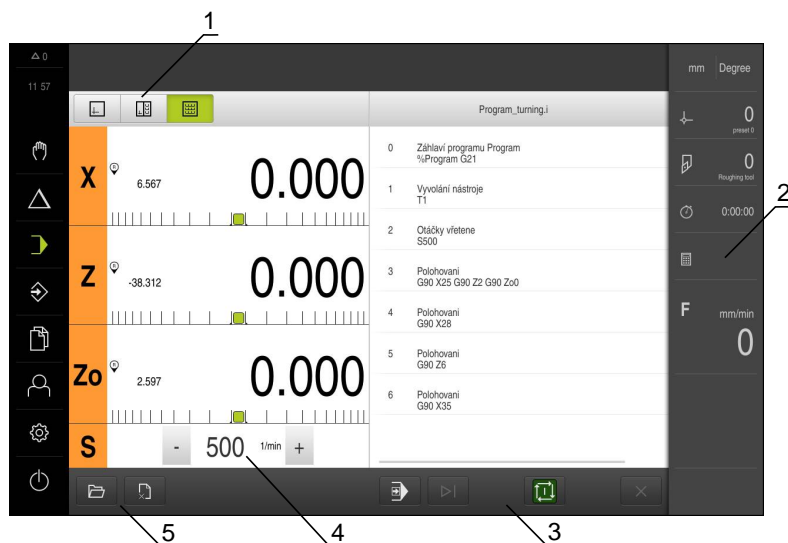 1
0
11 57
mm Degree
Program_turning.i
0
preset 0
X R 6.567 0.000
0 Záhlaví programu Program
%Program G21
1 Vyvolání nástroje
T1
0
Roughing tool
2
0:00:00
2 Otáčky vřetene
S500
Z R -38.312 0.000
3 Polohovani
G90 X25 G90 Z2 G90 Zo0
4 Polohovani
G90 X28
F mm/min
0
Zo R 2.597 0.000
5 Polohovani
G90 Z6
6 Polohovani
G90 X35
S - 500 1/min +
5
4
3